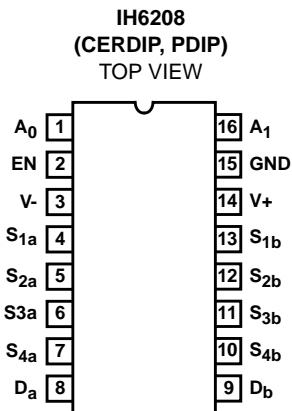 IH6208
(CERDIP, PDIP)
TOP VIEW
A0 1 16 A1
EN 2 15 GND
V- 3 14 V+
S1a 4 13 S1b
S2a 5 12 S2b
S3a 6 11 S3b
S4a 7 10 S4b
Da 8 9 Db